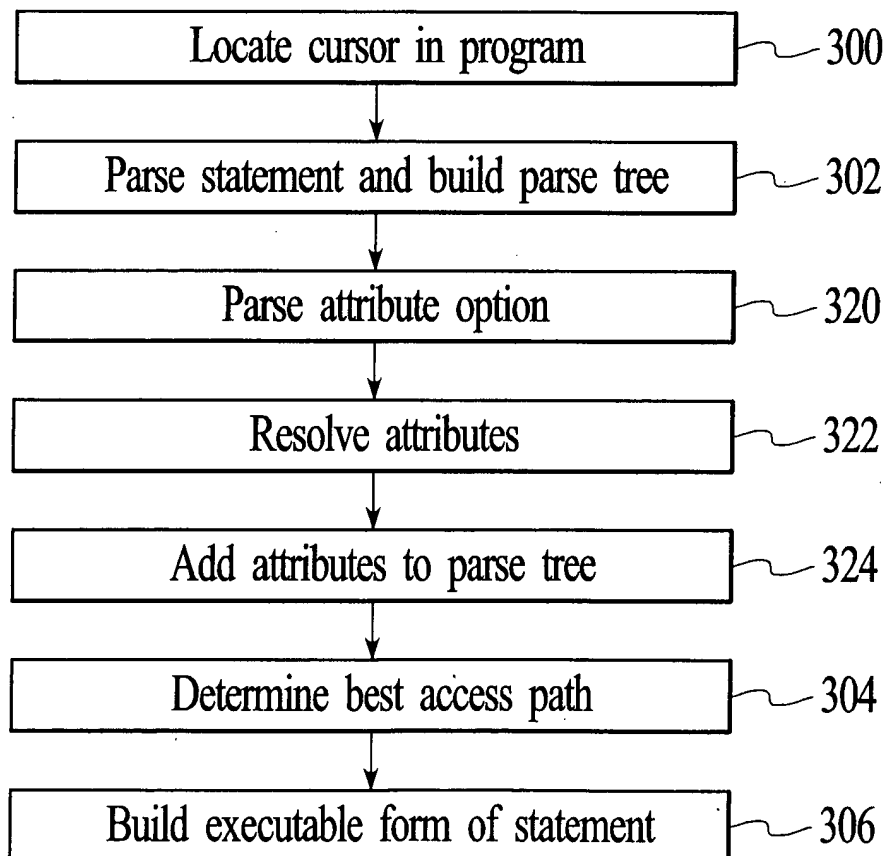 Locate cursor in program 300
Parse statement and build parse tree 302
Parse attribute option 320
Resolve attributes 322
Add attributes to parse tree 324
Determine best access path 304
Build executable form of statement 306